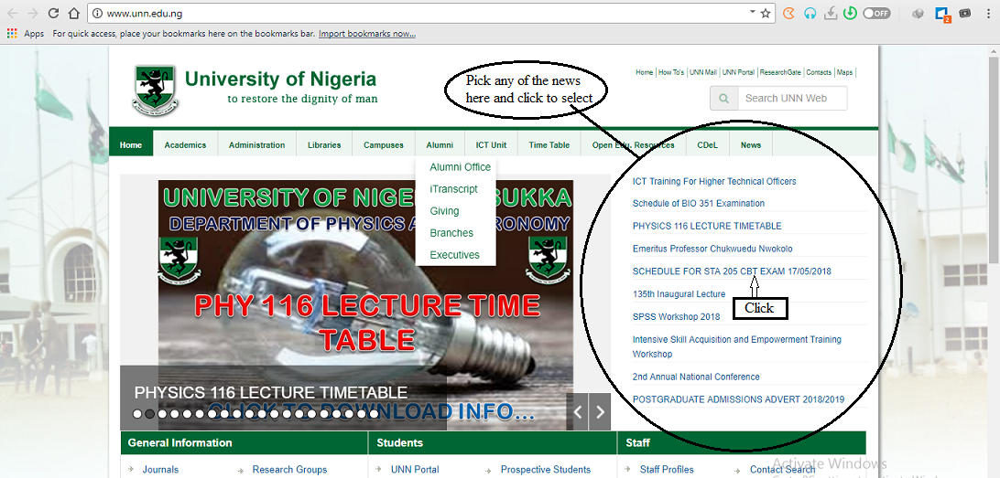 www.unn.edu.ng
OFF
2
Apps For quick access, place your bookmarks here on the bookmarks bar. Import bookmarks now...
University of Nigeria
to restore the dignity of man
Pick any of the news
here and click to select
Home How To's UNN Mail UNN Portal ResearchGate Contacts Maps
Search UNN Web
Home Academics Administration Libraries Campuses Alumni ICT Unit Time Table Open Edu. Resources CDeL News
Alumni Office
iTranscript
Giving
Branches
Executives
UNIVERSITY OF NIGE SUKKA
DEPARTMENT OF PHYSICS A ONOMY
PHY 116 LECTURE TIME
TABLE
PHYSICS 116 LECTURE TIMETABLE
CLICK TO DOWNLOAD INFO...
ICT Training For Higher Technical Officers
Schedule of BIO 351 Examination
PHYSICS 116 LECTURE TIMETABLE
Emeritus Professor Chukwuedu Nwokolo
SCHEDULE FOR STA 205 CBT EXAM 17/05/2018
135th Inaugural Lecture
Click
SPSS Workshop 2018
Intensive Skill Acquisition and Empowerment Training
Workshop
2nd Annual National Conference
POSTGRADUATE ADMISSIONS ADVERT 2018/2019
General Information Students Staff
Journals Research Groups UNN Portal Prospective Students Staff Profiles Contact Search
Activate Windows